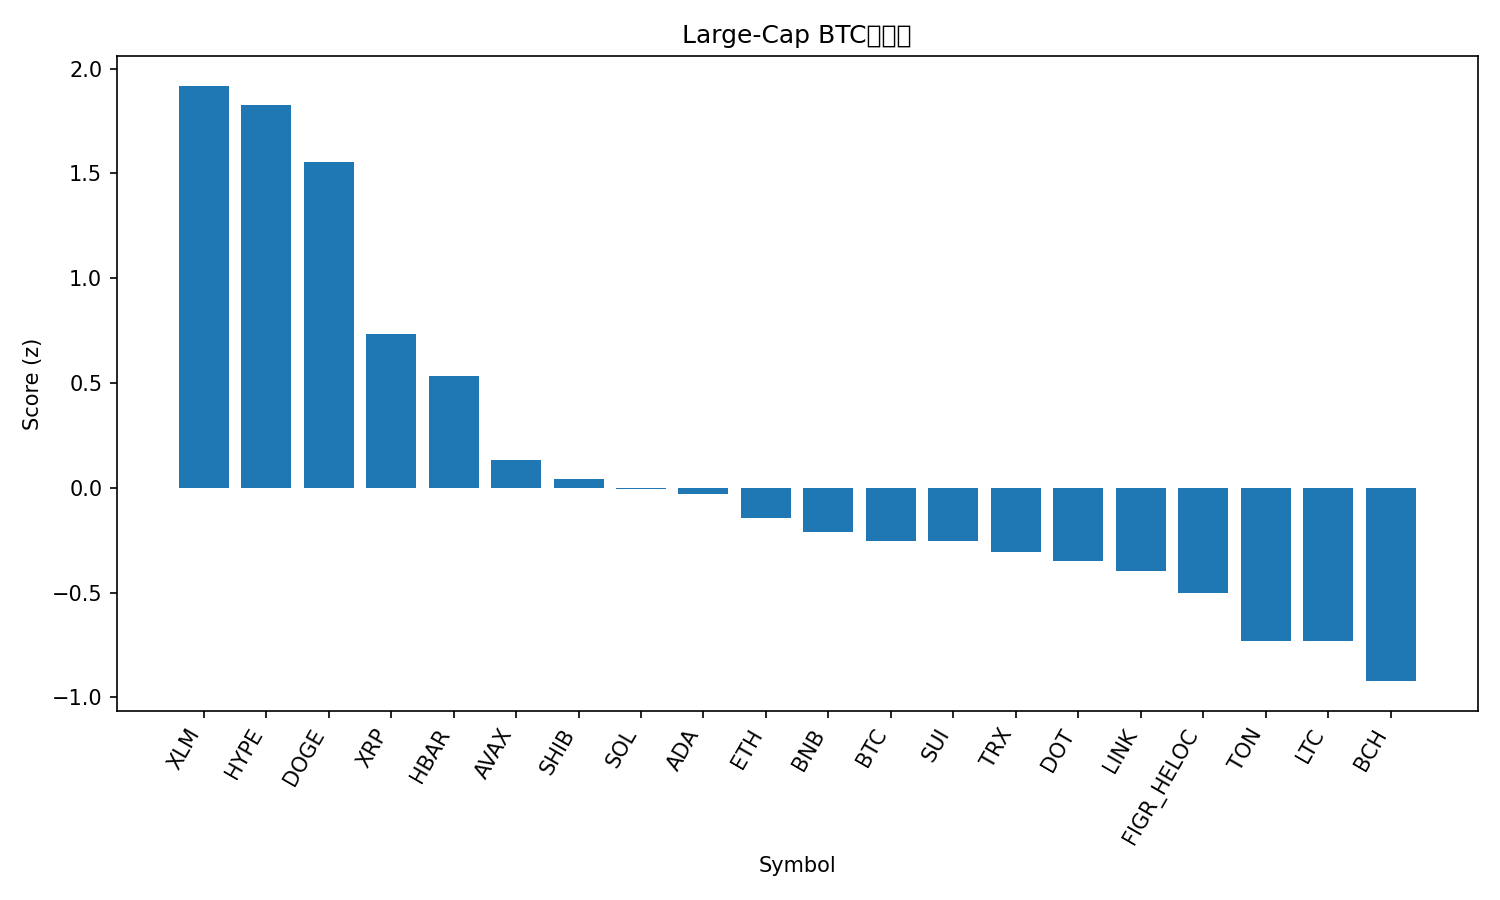 Large-Cap BTC
2.0
1.5
1.0
0.5
0.0
−0.5
−1.0
Score (z)
XLM
HYPE
DOGE
XRP
HBAR
AVAX
SHIB
SOL
ADA
ETH
BNB
BTC
SUI
TRX
DOT
LINK
FIGR_HELOC
TON
LTC
BCH
Symbol